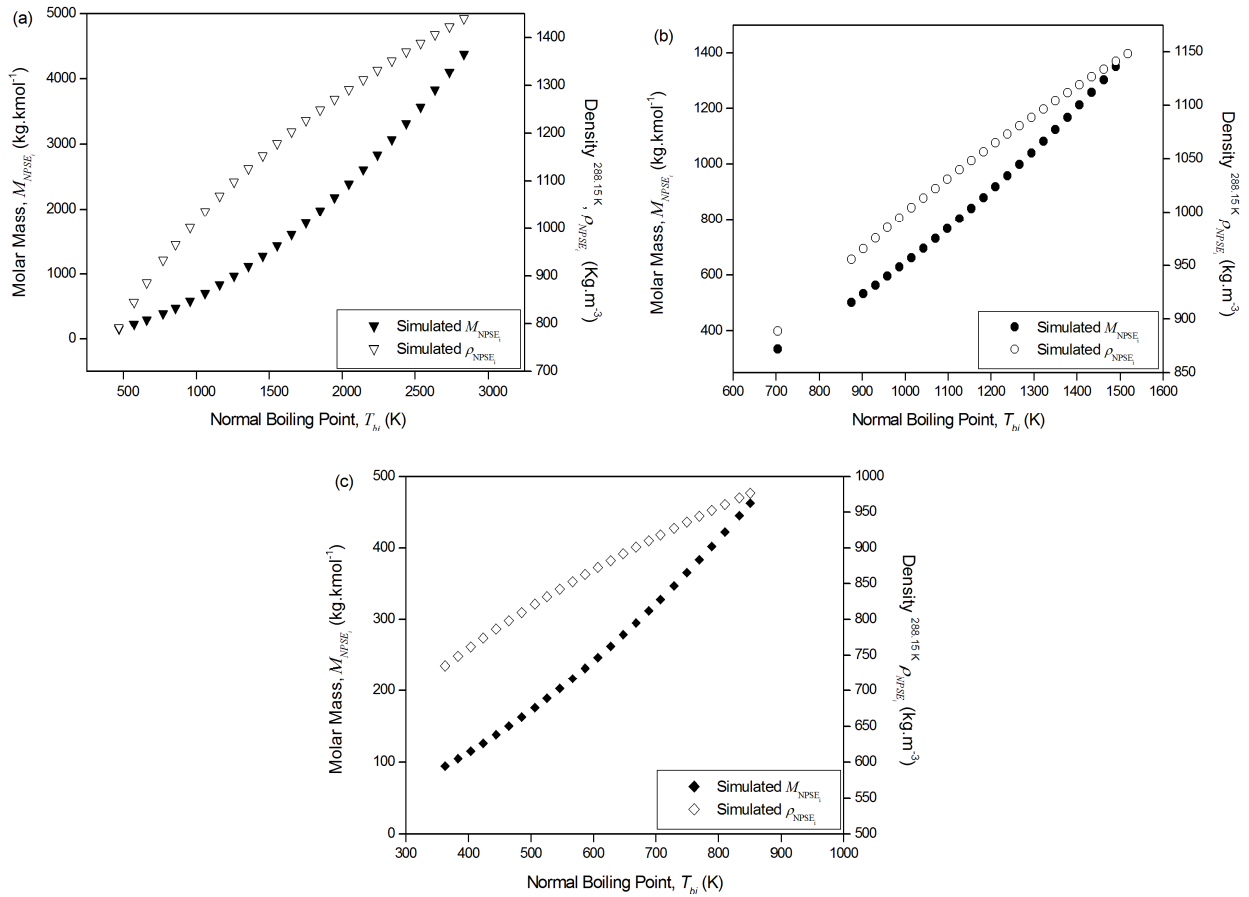 (a)
5000
4000
3000
2000
1000
0
Molar Mass, M_NPSE_i (kg.kmol⁻¹)
1400
1300
1200
1100
1000
900
800
700
Density ²⁸⁸·¹⁵ ᴷ, ρ_NPSE_i (Kg.m⁻³)
Simulated M_NPSE_i
Simulated ρ_NPSE_i
500 1000 1500 2000 2500 3000
Normal Boiling Point, T_bi (K)
(b)
1400
1200
1000
800
600
400
Molar Mass, M_NPSE_i (kg.kmo.l⁻¹)
1150
1100
1050
1000
950
900
850
Density ²⁸⁸·¹⁵ ᴷ ρ_NPSE_i (kg.m⁻³)
Simulated M_NPSE_i
Simulated ρ_NPSE_i
600 700 800 900 1000 1100 1200 1300 1400 1500 1600
Normal Boiling Point, T_bi (K)
(c)
500
400
300
200
100
0
Molar Mass, M_NPSE_i (kg.kmol⁻¹)
1000
950
900
850
800
750
700
650
600
550
500
Density ²⁸⁸·¹⁵ ᴷ ρ_NPSE_i (kg.m⁻³)
Simulated M_NPSE_i
Simulated ρ_NPSE_i
300 400 500 600 700 800 900 1000
Normal Boiling Point, T_bi (K)